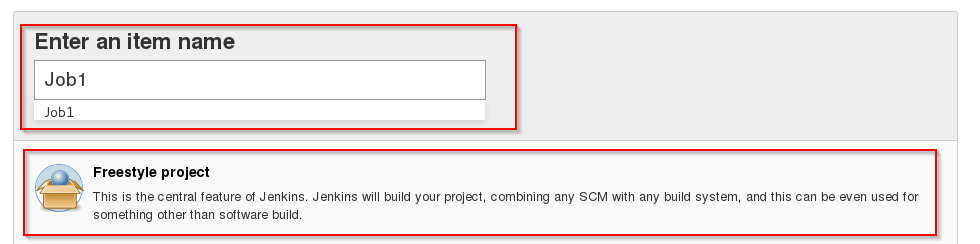 Enter an item name
Job1
Job1
Freestyle project
This is the central feature of Jenkins. Jenkins will build your project, combining any SCM with any build system, and this can be even used for
something other than software build.